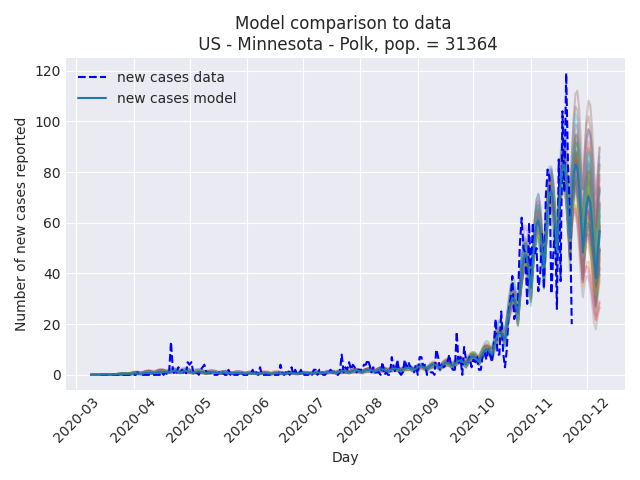 Model comparison to data
US - Minnesota - Polk, pop. = 31364
new cases data
new cases model
Number of new cases reported
120
100
80
60
40
20
0
2020-03
2020-04
2020-05
2020-06
2020-07
2020-08
2020-09
2020-10
2020-11
2020-12
Day